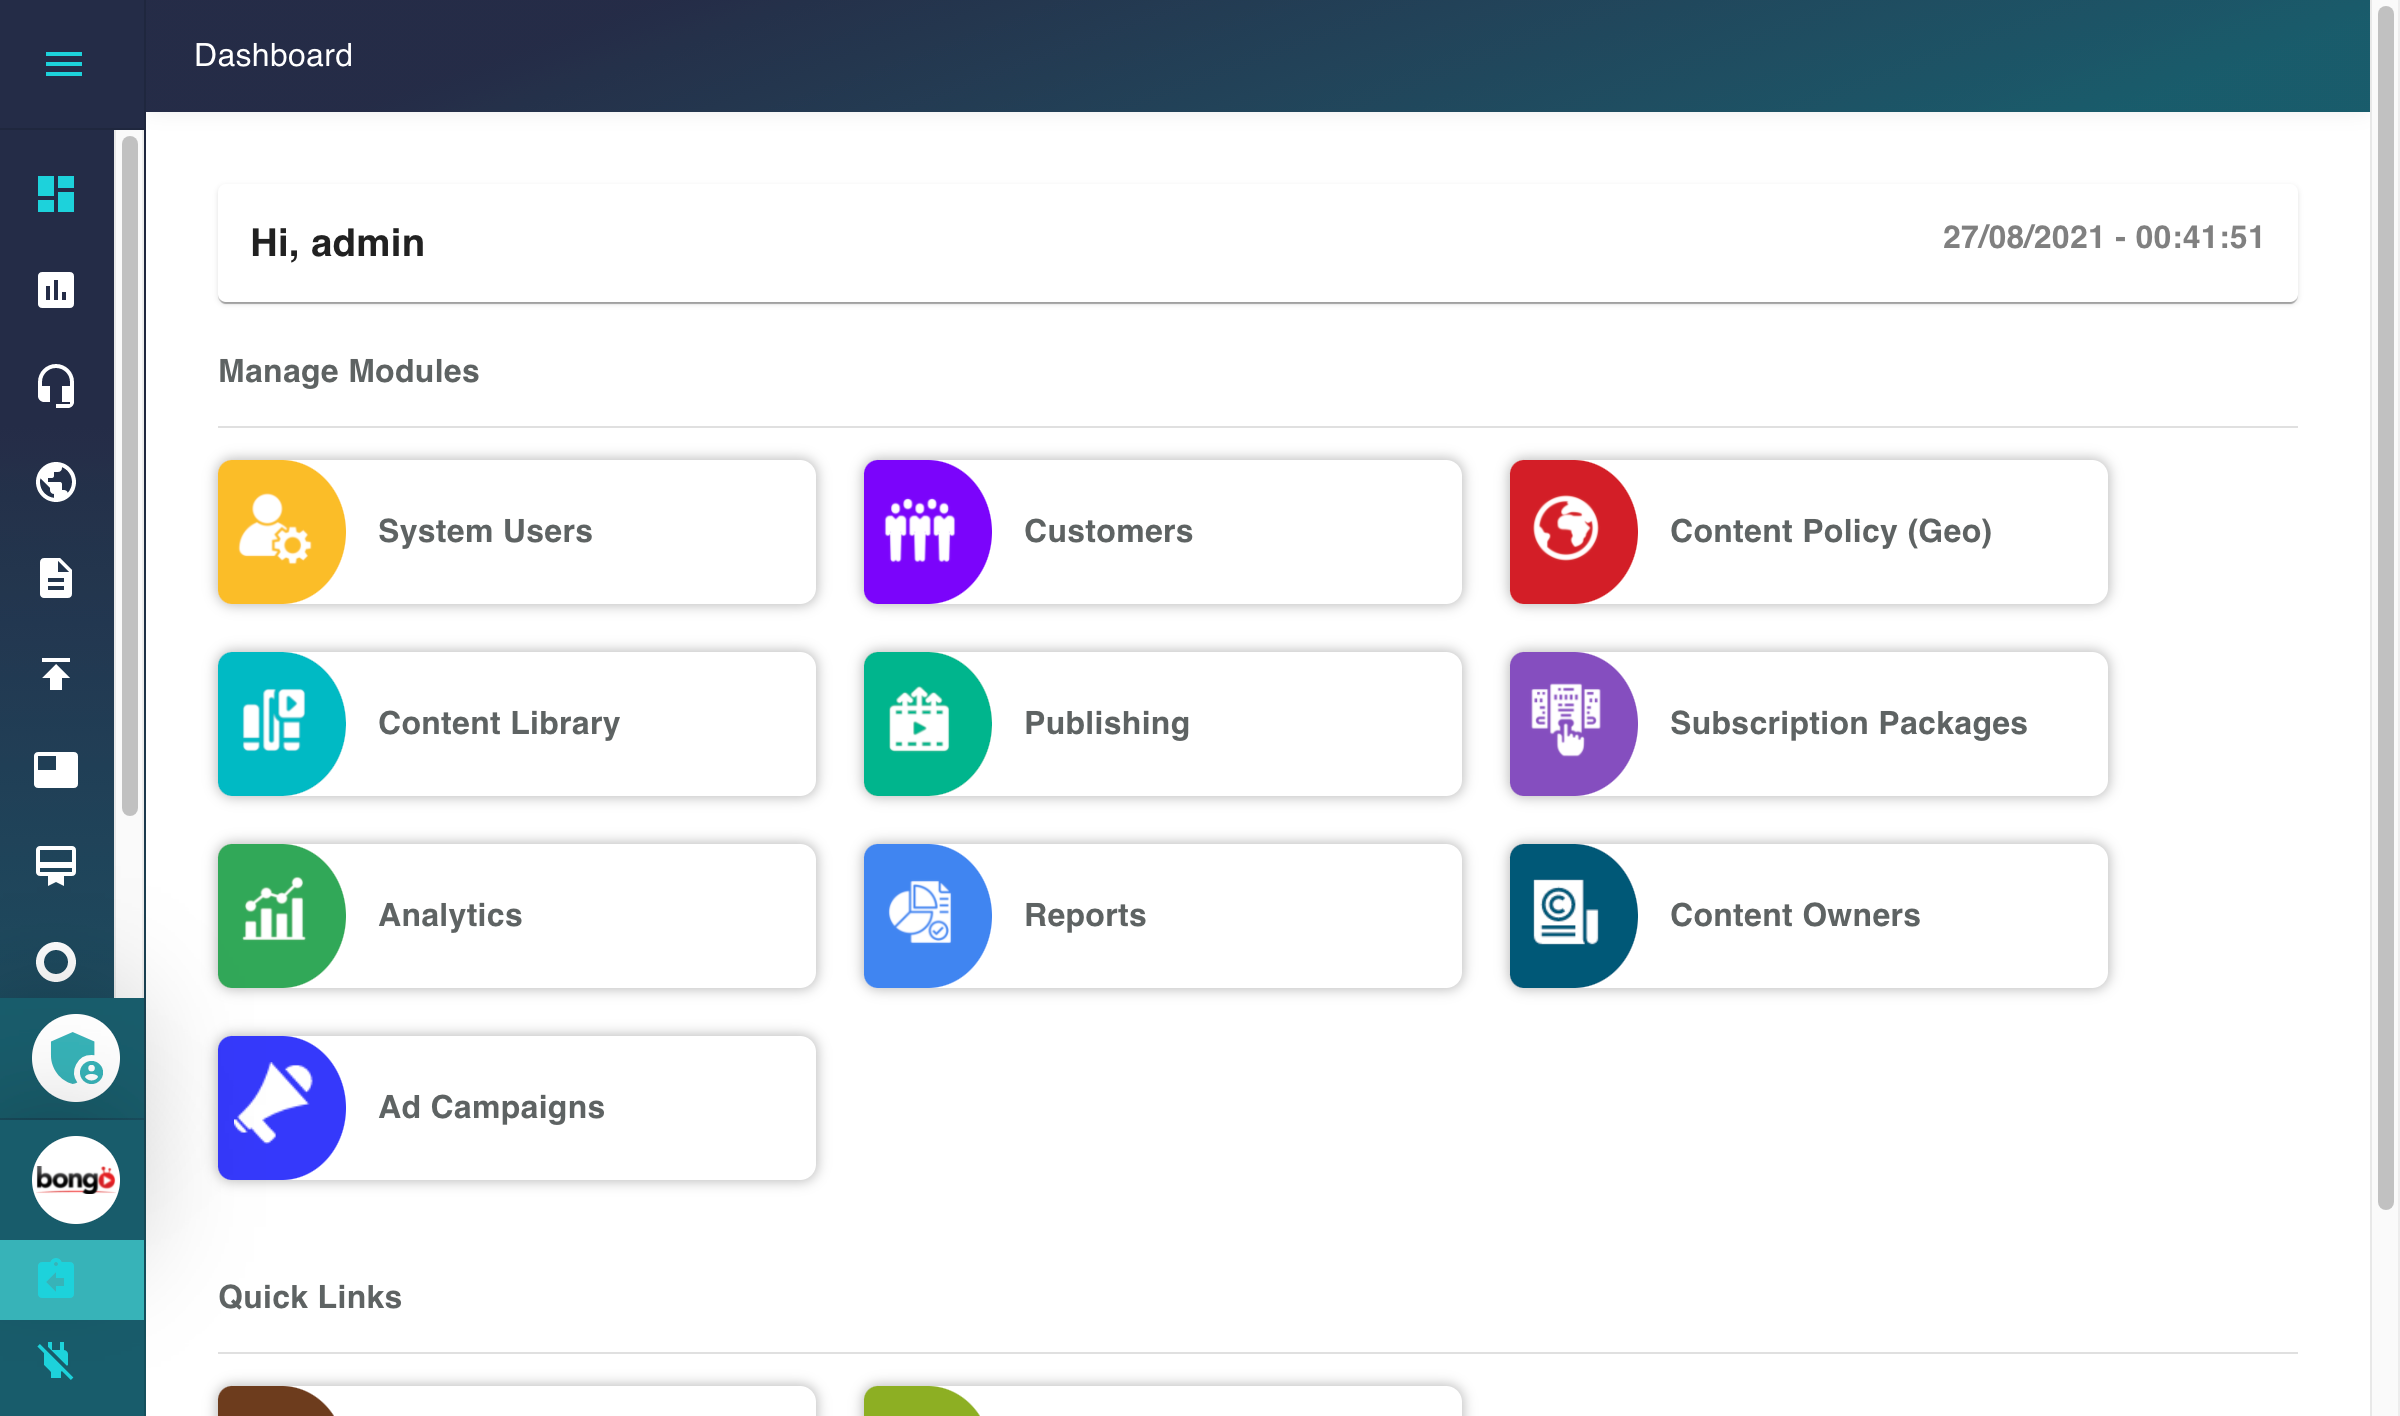 Dashboard
Hi, admin
27/08/2021 - 00:41:51
Manage Modules
System Users
Customers
Content Policy (Geo)
Content Library
Publishing
Subscription Packages
Analytics
Reports
Content Owners
Ad Campaigns
bongo
Quick Links